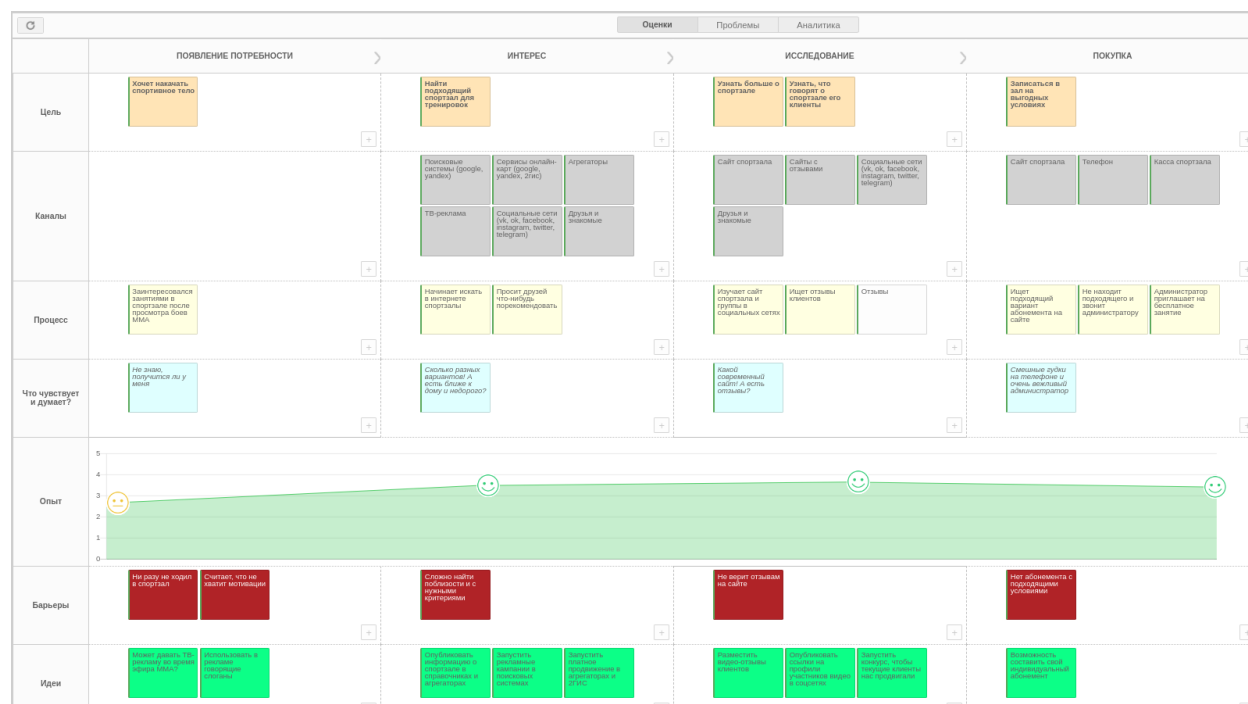 Оценки
Проблемы
Аналитика
ПОЯВЛЕНИЕ ПОТРЕБНОСТИ
ИНТЕРЕС
ИССЛЕДОВАНИЕ
ПОКУПКА
Цель
Хочет накачать
спортивное тело
Найти
подходящий
спортзал для
тренировок
Узнать больше о
спортзале
Узнать, что
говорят о
спортзале его
клиенты
Записаться в
зал на
выгодных
условиях
Каналы
Поисковые
системы (google,
yandex)
Сервисы онлайн-
карт (google,
yandex, 2гис)
Агрегаторы
ТВ-реклама
Социальные сети
(vk, ok, facebook,
instagram, twitter,
telegram)
Друзья и
знакомые
Сайт спортзала
Сайты с
отзывами
Социальные сети
(vk, ok, facebook,
instagram, twitter,
telegram)
Друзья и
знакомые
Сайт спортзала
Телефон
Касса спортзала
Процесс
Заинтересовался
занятиями в
спортзале после
просмотра боев
ММА
Начинает искать
в интернете
спортзалы
Просит друзей
что-нибудь
порекомендовать
Изучает сайт
спортзала и
группы в
социальных сетях
Ищет отзывы
клиентов
Отзывы
Ищет
подходящий
вариант
абонемента на
сайте
Не находит
подходящего и
звонит
администратору
Администратор
приглашает на
бесплатное
занятие
Что чувствует
и думает?
Не знаю,
получится ли у
меня
Сколько разных
вариантов! А
есть ближе к
дому и недорого?
Какой
современный
сайт! А есть
отзывы?
Смешные гудки
на телефоне и
очень вежливый
администратор
Опыт
5
4
3
2
1
0
Барьеры
Ни разу не ходил
в спортзал
Считает, что не
хватит мотивации
Сложно найти
поблизости и с
нужными
критериями
Не верит отзывам
на сайте
Нет абонемента с
подходящими
условиями
Идеи
Может давать ТВ-
рекламу во время
эфира ММА?
Использовать в
рекламе
говорящие
слоганы
Опубликовать
информацию о
спортзале в
справочниках и
агрегаторах
Запустить
рекламные
кампании в
поисковых
системах
Запустить
платное
продвижение в
агрегаторах и
2ГИС
Разместить
видео-отзывы
клиентов
Опубликовать
ссылки на
профили
участников видео
в соцсетях
Запустить
конкурс, чтобы
текущие клиенты
нас продвигали
Возможность
составить свой
индивидуальный
абонемент